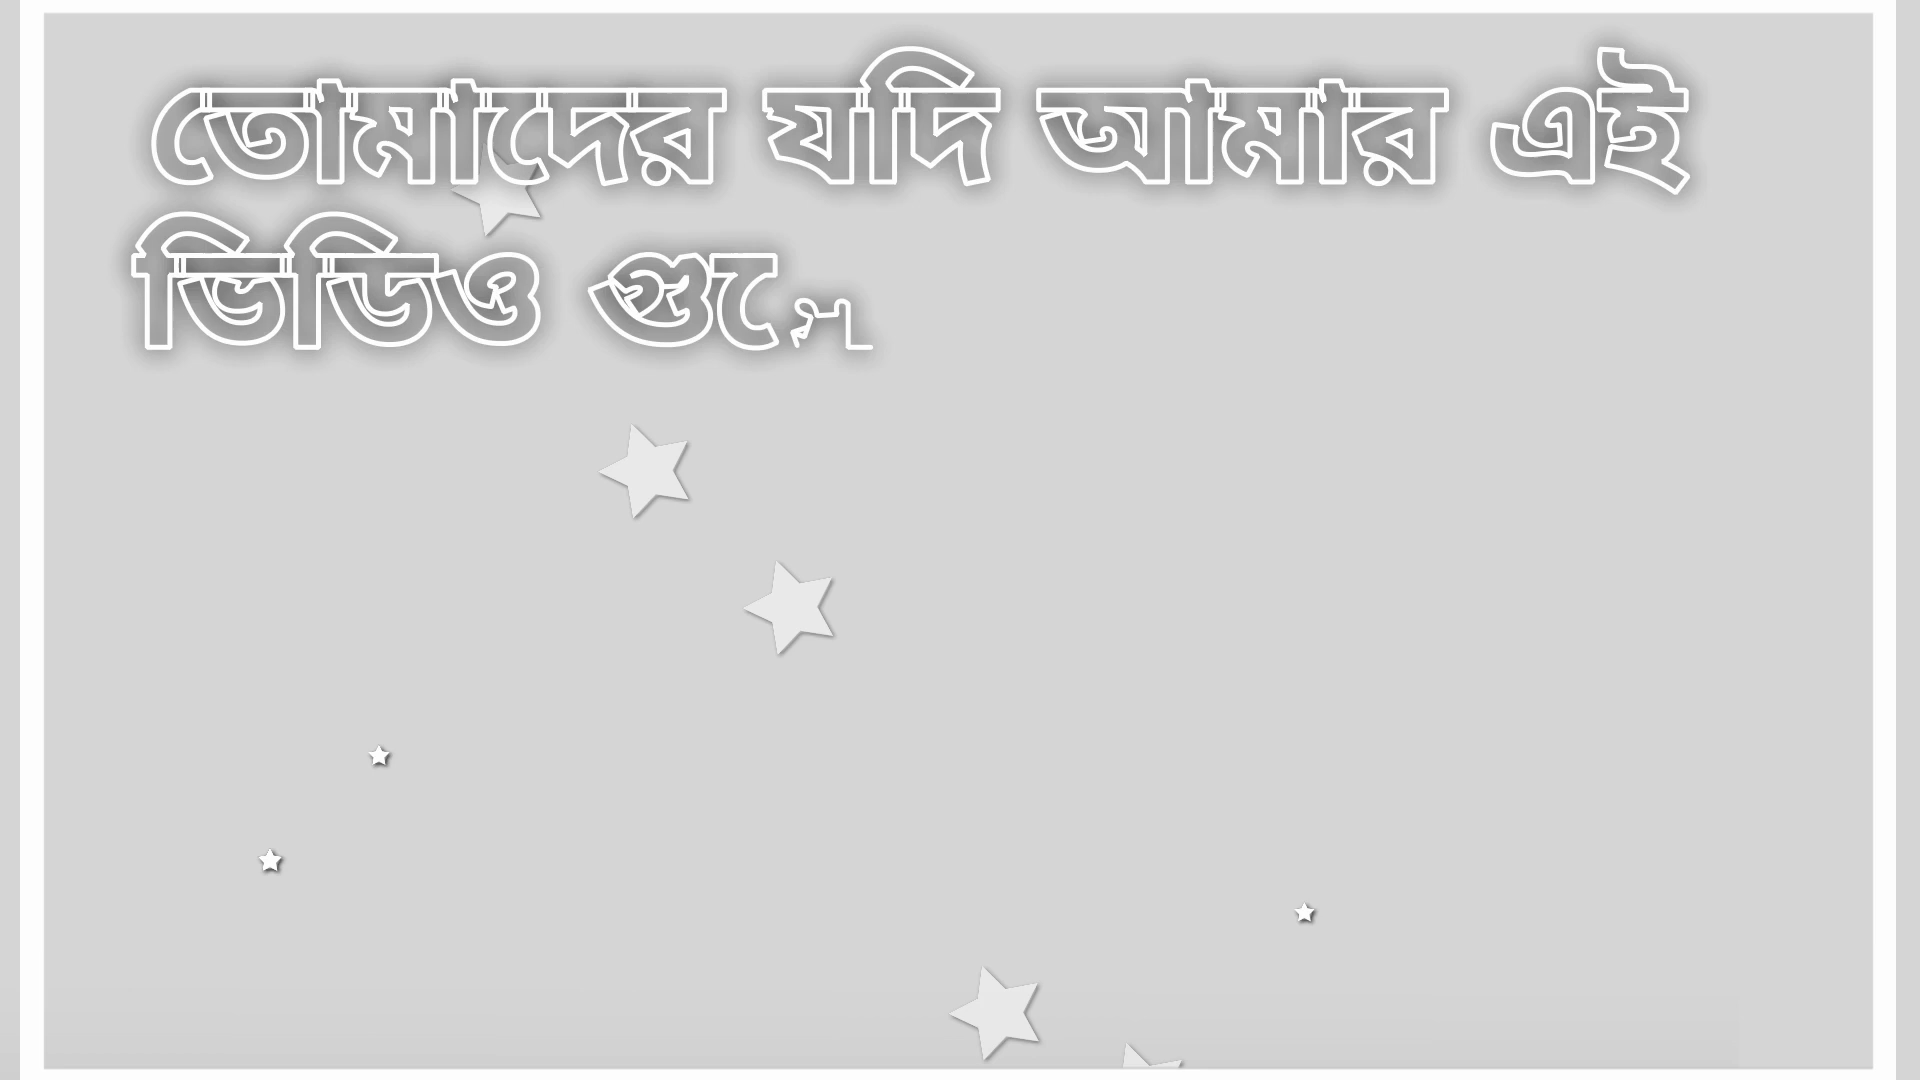 তোমাদের যদি আমার এই
ভিডিও